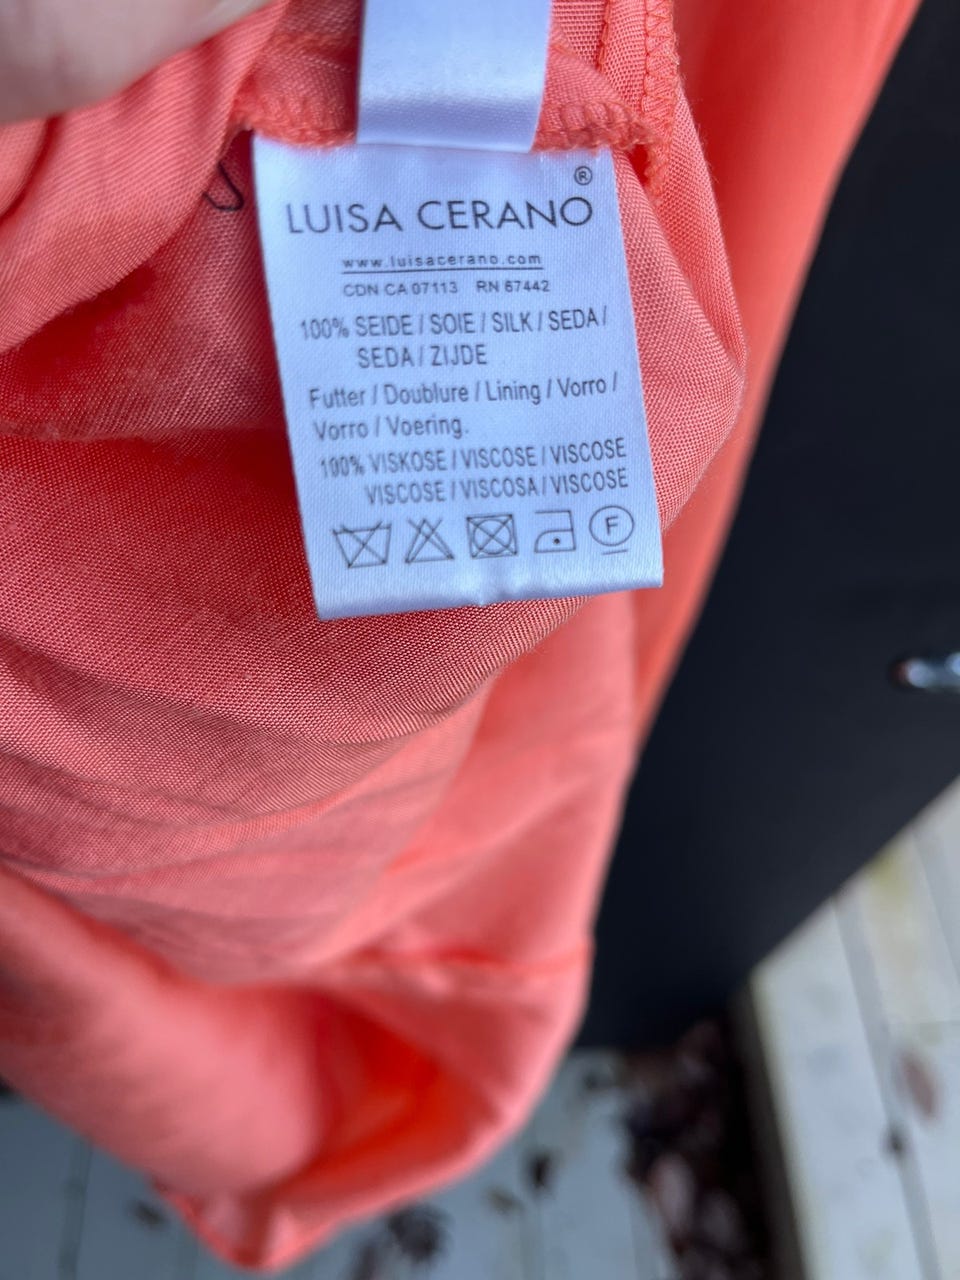 ®
LUISA CERANO
www.luisacerano.com
CDN CA 07113 RN 67442
100% SEIDE / SOIE / SILK / SEDA /
SEDA / ZIJDE
Futter / Doublure / Lining / Vorro /
Vorro / Voering.
100% VISKOSE / VISCOSE / VISCOSE
VISCOSE / VISCOSA / VISCOSE
F